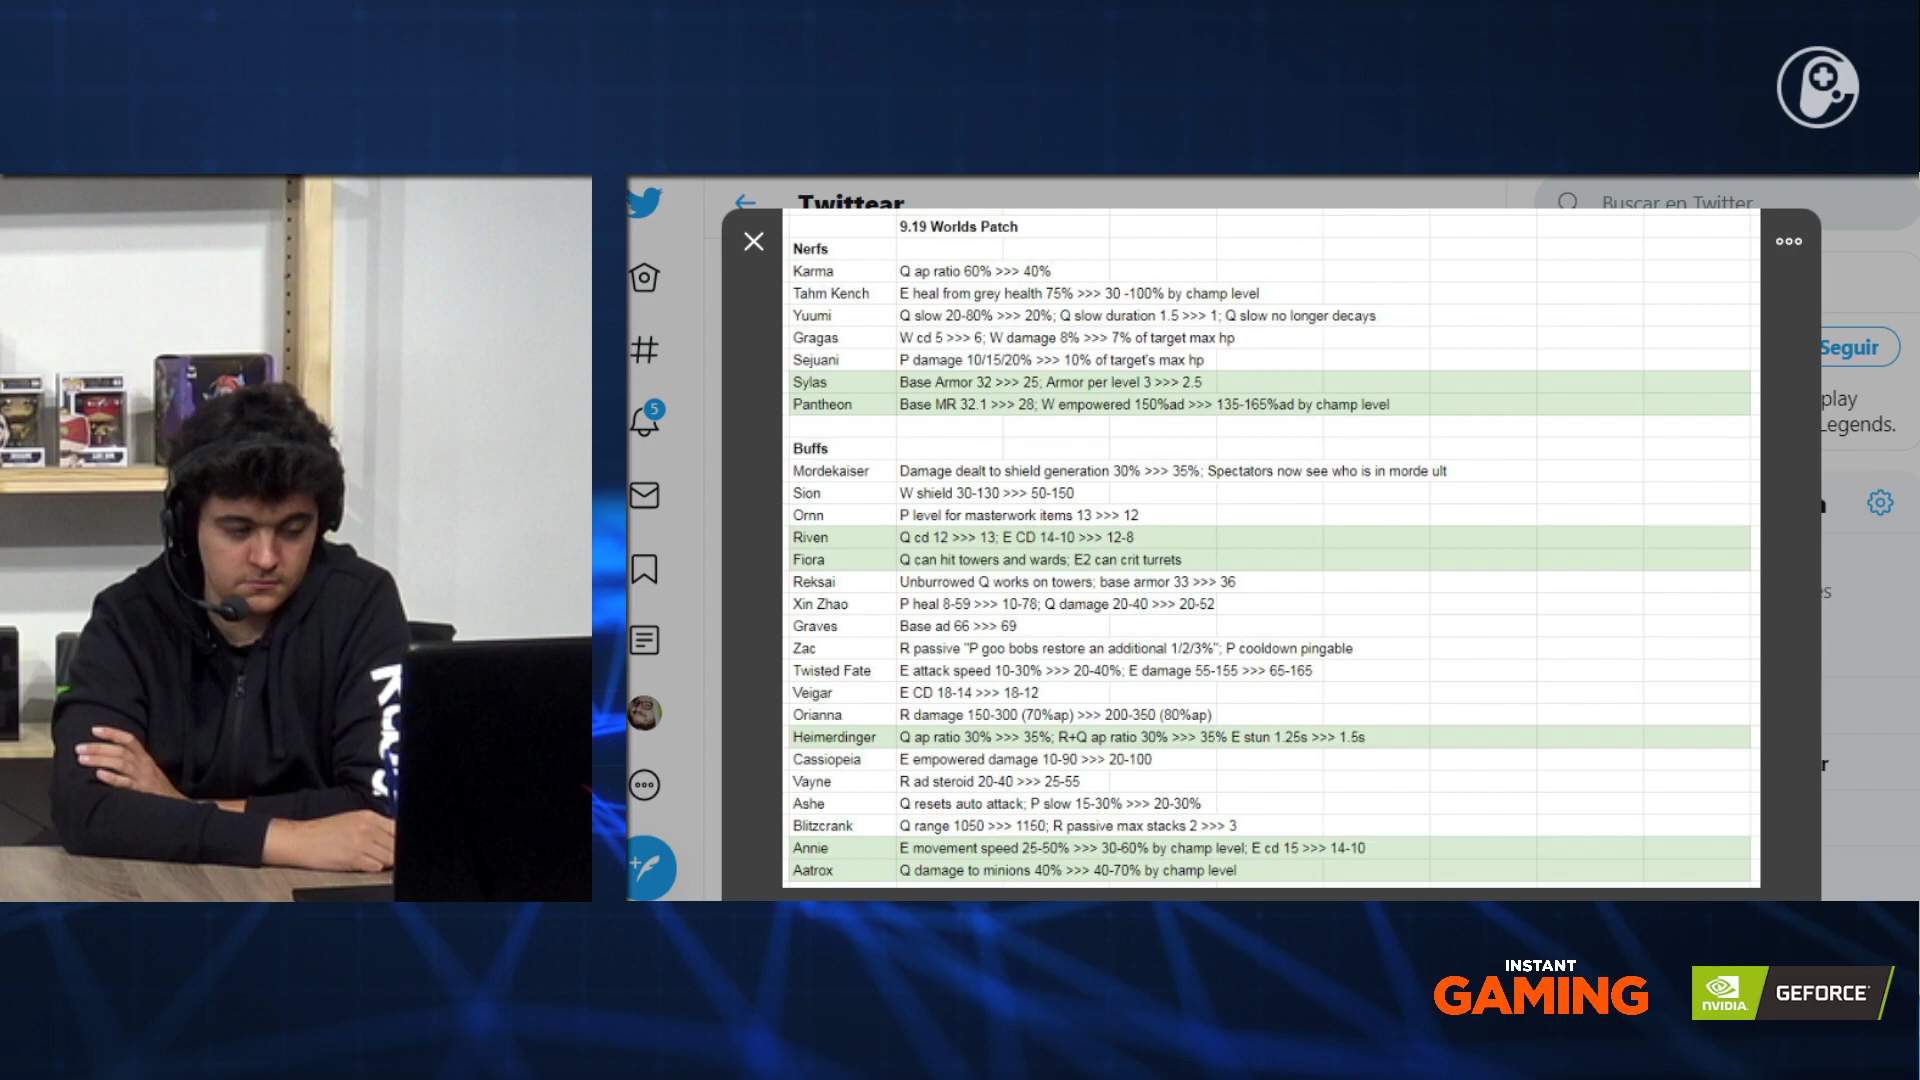 Twittear
Buscar en Twitter
9.19 Worlds Patch
Nerfs
Karma Q ap ratio 60% >>> 40%
Tahm Kench E heal from grey health 75% >>> 30 -100% by champ level
Yuumi Q slow 20-80% >>> 20%; Q slow duration 1.5 >>> 1; Q slow no longer decays
Gragas W cd 5 >>> 6; W damage 8% >>> 7% of target max hp
Sejuani P damage 10/15/20% >>> 10% of target's max hp
Sylas Base Armor 32 >>> 25; Armor per level 3 >>> 2.5
Pantheon Base MR 32.1 >>> 28; W empowered 150%ad >>> 135-165%ad by champ level
Buffs
Mordekaiser Damage dealt to shield generation 30% >>> 35%; Spectators now see who is in morde ult
Sion W shield 30-130 >>> 50-150
Ornn P level for masterwork items 13 >>> 12
Riven Q cd 12 >>> 13; E CD 14-10 >>> 12-8
Fiora Q can hit towers and wards; E2 can crit turrets
Reksai Unburrowed Q works on towers; base armor 33 >>> 36
Xin Zhao P heal 8-59 >>> 10-78; Q damage 20-40 >>> 20-52
Graves Base ad 66 >>> 69
Zac R passive "P goo bobs restore an additional 1/2/3%"; P cooldown pingable
Twisted Fate E attack speed 10-30% >>> 20-40%; E damage 55-155 >>> 65-165
Veigar E CD 18-14 >>> 18-12
Orianna R damage 150-300 (70%ap) >>> 200-350 (80%ap)
Heimerdinger Q ap ratio 30% >>> 35%; R+Q ap ratio 30% >>> 35% E stun 1.25s >>> 1.5s
Cassiopeia E empowered damage 10-90 >>> 20-100
Vayne R ad steroid 20-40 >>> 25-55
Ashe Q resets auto attack; P slow 15-30% >>> 20-30%
Blitzcrank Q range 1050 >>> 1150; R passive max stacks 2 >>> 3
Annie E movement speed 25-50% >>> 30-60% by champ level; E cd 15 >>> 14-10
Aatrox Q damage to minions 40% >>> 40-70% by champ level
5
Seguir
play
Legends.
INSTANT
GAMING
NVIDIA.
GEFORCE